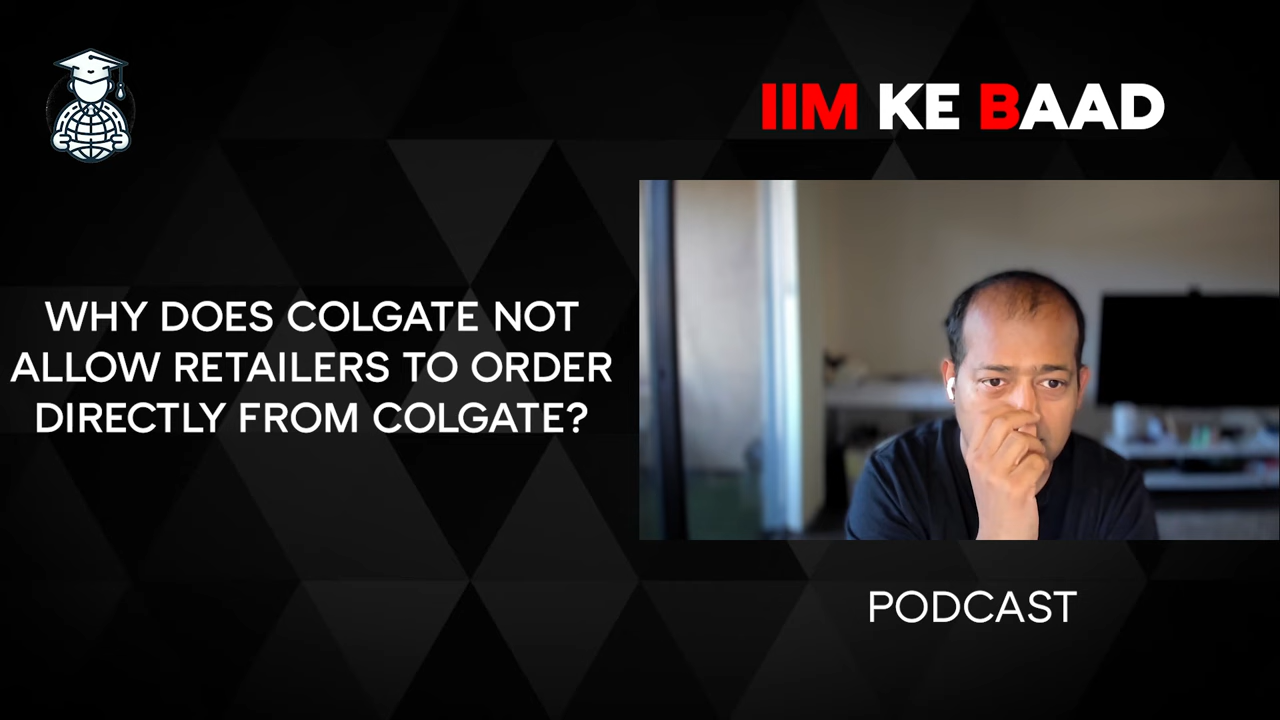 IIM KE BAAD
WHY DOES COLGATE NOT
ALLOW RETAILERS TO ORDER
DIRECTLY FROM COLGATE?
PODCAST